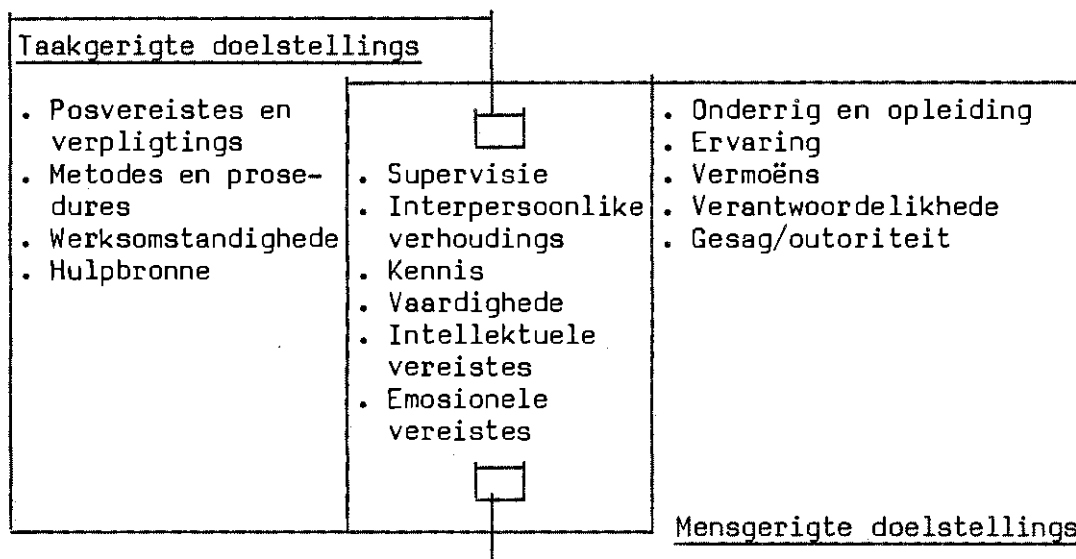 Taakgerigte doelstellings
. Posvereistes en
verpligtings
. Metodes en prose-
dures
. Werksomstandighede
. Hulpbronne
. Supervisie
. Interpersoonlike
verhoudings
. Kennis
. Vaardighede
. Intellektuele
vereistes
. Emosionele
vereistes
. Onderrig en opleiding
. Ervaring
. Vermoëns
. Verantwoordelikhede
. Gesag/outoriteit
Mensgerigte doelstellings